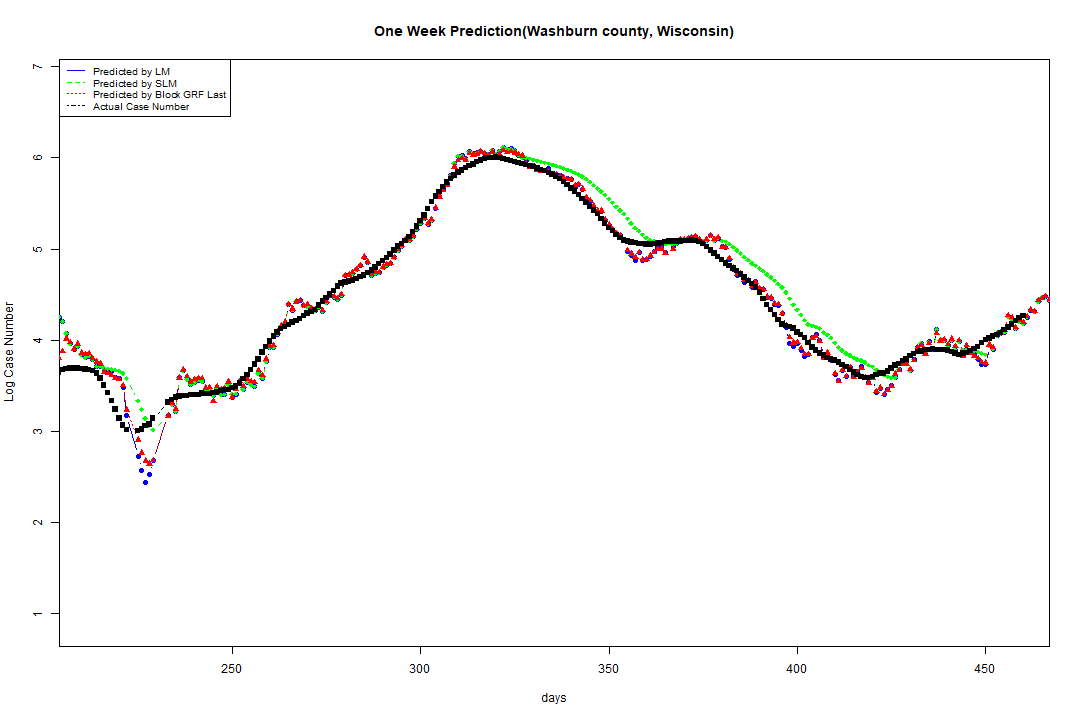 One Week Prediction(Washburn county, Wisconsin)
Predicted by LM
Predicted by SLM
Predicted by Block GRF Last
Actual Case Number
7
6
5
4
3
2
1
Log Case Number
250 300 350 400 450
days